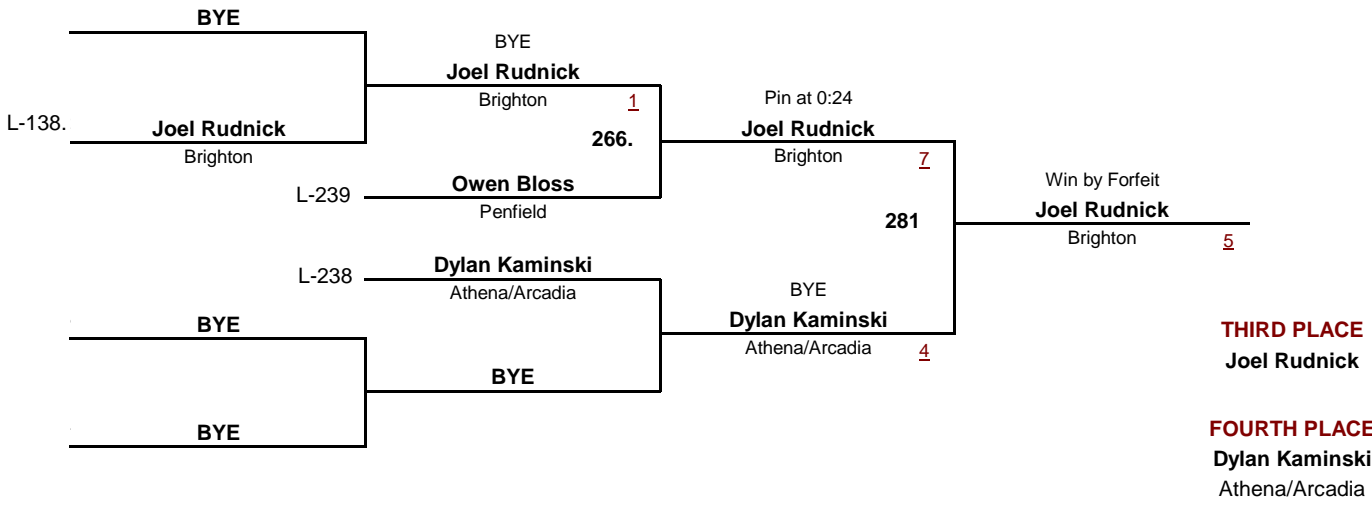 BYE
BYE
Joel Rudnick
Brighton
1
L-138.
Joel Rudnick
Brighton
266.
Pin at 0:24
Joel Rudnick
Brighton
7
L-239
Owen Bloss
Penfield
281
Win by Forfeit
Joel Rudnick
Brighton
5
L-238
Dylan Kaminski
Athena/Arcadia
BYE
Dylan Kaminski
Athena/Arcadia
4
BYE
BYE
BYE
THIRD PLACE
Joel Rudnick
FOURTH PLACE
Dylan Kaminski
Athena/Arcadia